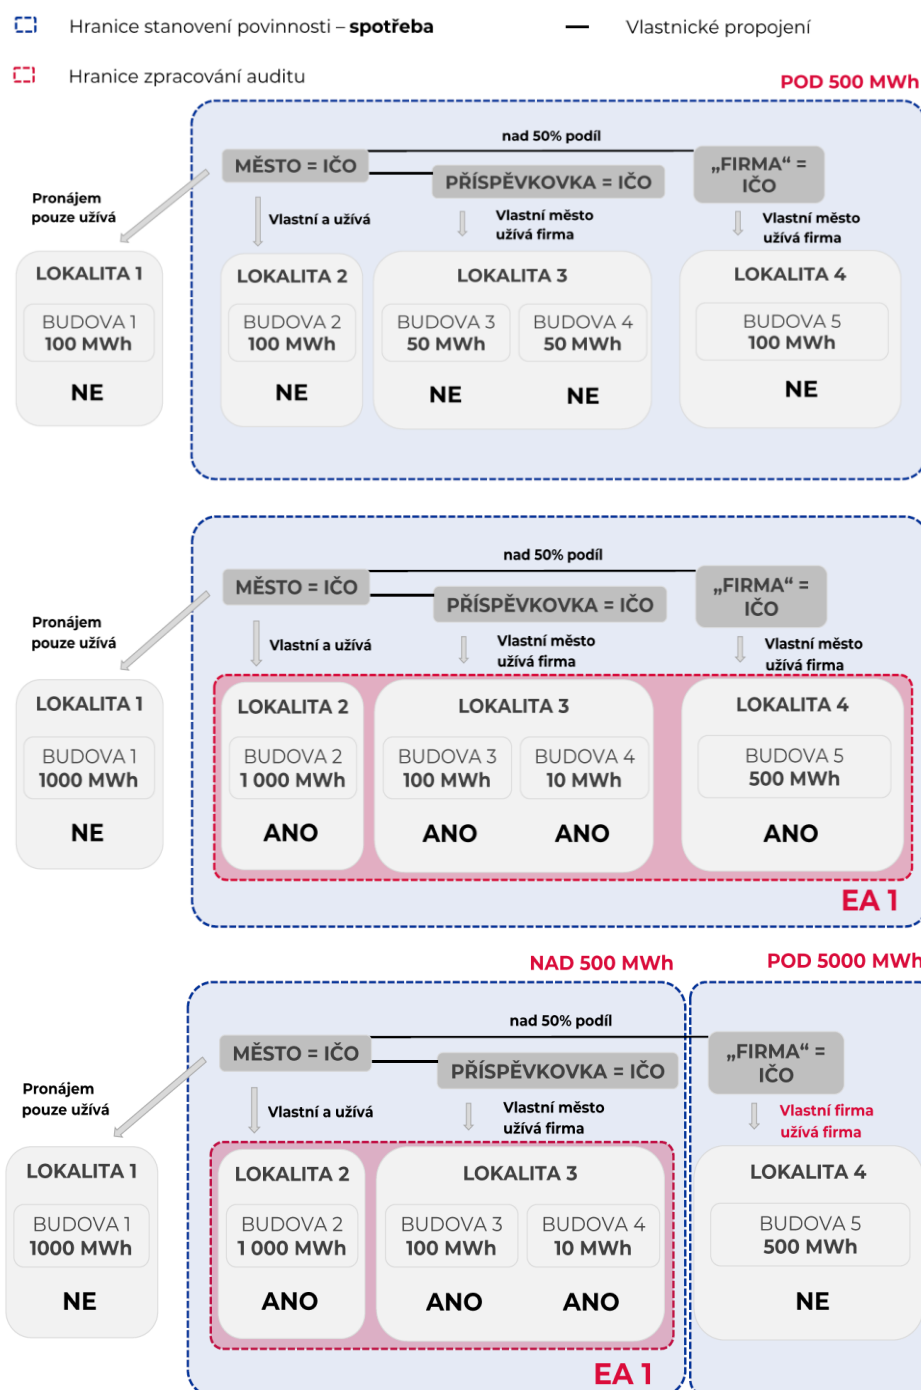 Hranice stanovení povinnosti – spotřeba
Vlastnické propojení
Hranice zpracování auditu
POD 500 MWh
nad 50% podíl
MĚSTO = IČO
PŘÍSPĚVKOVKA = IČO
„FIRMA“ =
IČO
Pronájem
pouze užívá
Vlastní a užívá
Vlastní město
užívá firma
Vlastní město
užívá firma
LOKALITA 1
BUDOVA 1
100 MWh
NE
LOKALITA 2
BUDOVA 2
100 MWh
NE
LOKALITA 3
BUDOVA 3
50 MWh
NE
BUDOVA 4
50 MWh
NE
LOKALITA 4
BUDOVA 5
100 MWh
NE
nad 50% podíl
MĚSTO = IČO
PŘÍSPĚVKOVKA = IČO
„FIRMA“ =
IČO
Pronájem
pouze užívá
Vlastní a užívá
Vlastní město
užívá firma
Vlastní město
užívá firma
LOKALITA 1
BUDOVA 1
1000 MWh
NE
LOKALITA 2
BUDOVA 2
1 000 MWh
ANO
LOKALITA 3
BUDOVA 3
100 MWh
ANO
BUDOVA 4
10 MWh
ANO
LOKALITA 4
BUDOVA 5
500 MWh
ANO
EA 1
NAD 500 MWh
POD 5000 MWh
nad 50% podíl
MĚSTO = IČO
PŘÍSPĚVKOVKA = IČO
„FIRMA“ =
IČO
Pronájem
pouze užívá
Vlastní a užívá
Vlastní město
užívá firma
Vlastní firma
užívá firma
LOKALITA 1
BUDOVA 1
1000 MWh
NE
LOKALITA 2
BUDOVA 2
1 000 MWh
ANO
LOKALITA 3
BUDOVA 3
100 MWh
ANO
BUDOVA 4
10 MWh
ANO
LOKALITA 4
BUDOVA 5
500 MWh
NE
EA 1